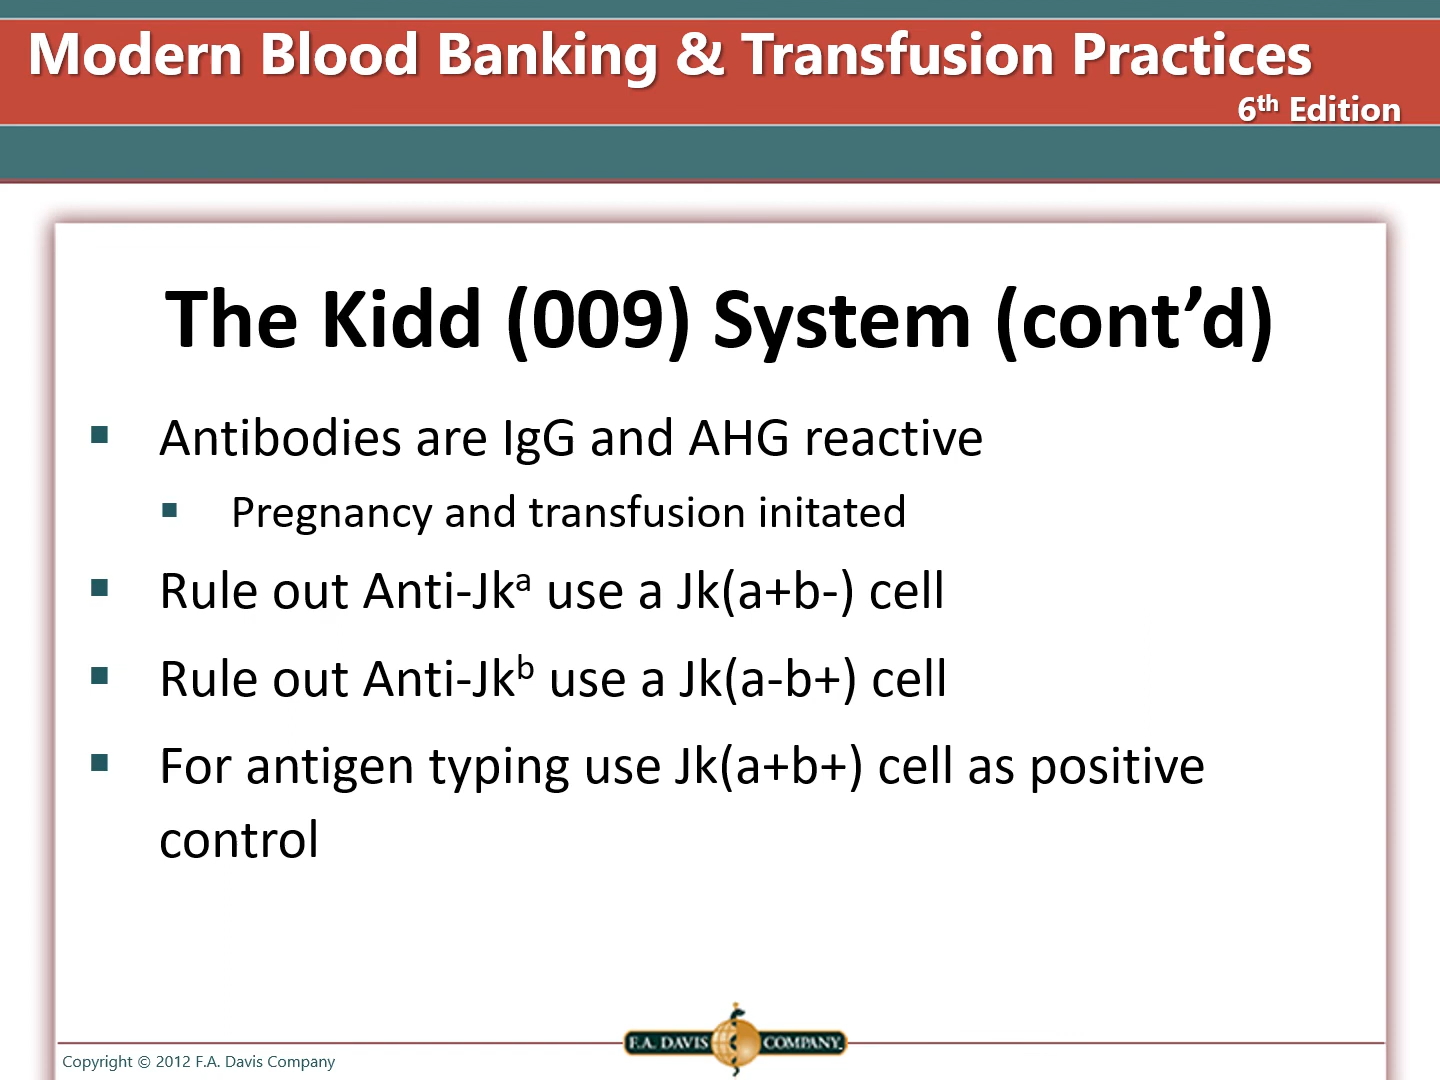 Modern Blood Banking & Transfusion Practices
6th Edition
The Kidd (009) System (cont’d)
Antibodies are IgG and AHG reactive
Pregnancy and transfusion initated
Rule out Anti-Jka use a Jk(a+b-) cell
Rule out Anti-Jkb use a Jk(a-b+) cell
For antigen typing use Jk(a+b+) cell as positive
control
F.A. DAVIS COMPANY.
Copyright © 2012 F.A. Davis Company